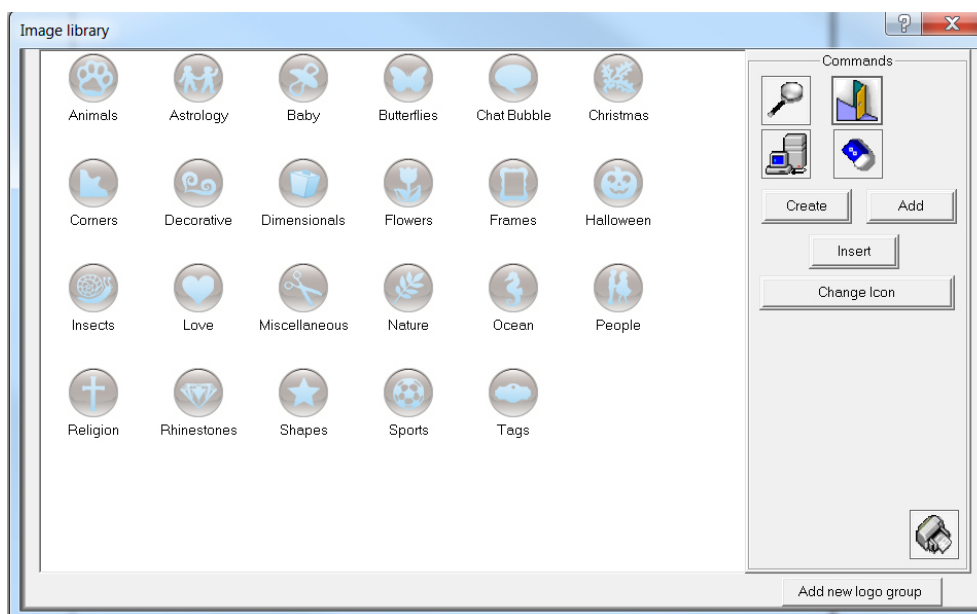 Image library
Commands
Animals Astrology Baby Butterflies Chat Bubble Christmas
Corners Decorative Dimensionals Flowers Frames Halloween
Create Add
Insert
Insects Love Miscellaneous Nature Ocean People
Change Icon
Religion Rhinestones Shapes Sports Tags
Add new logo group